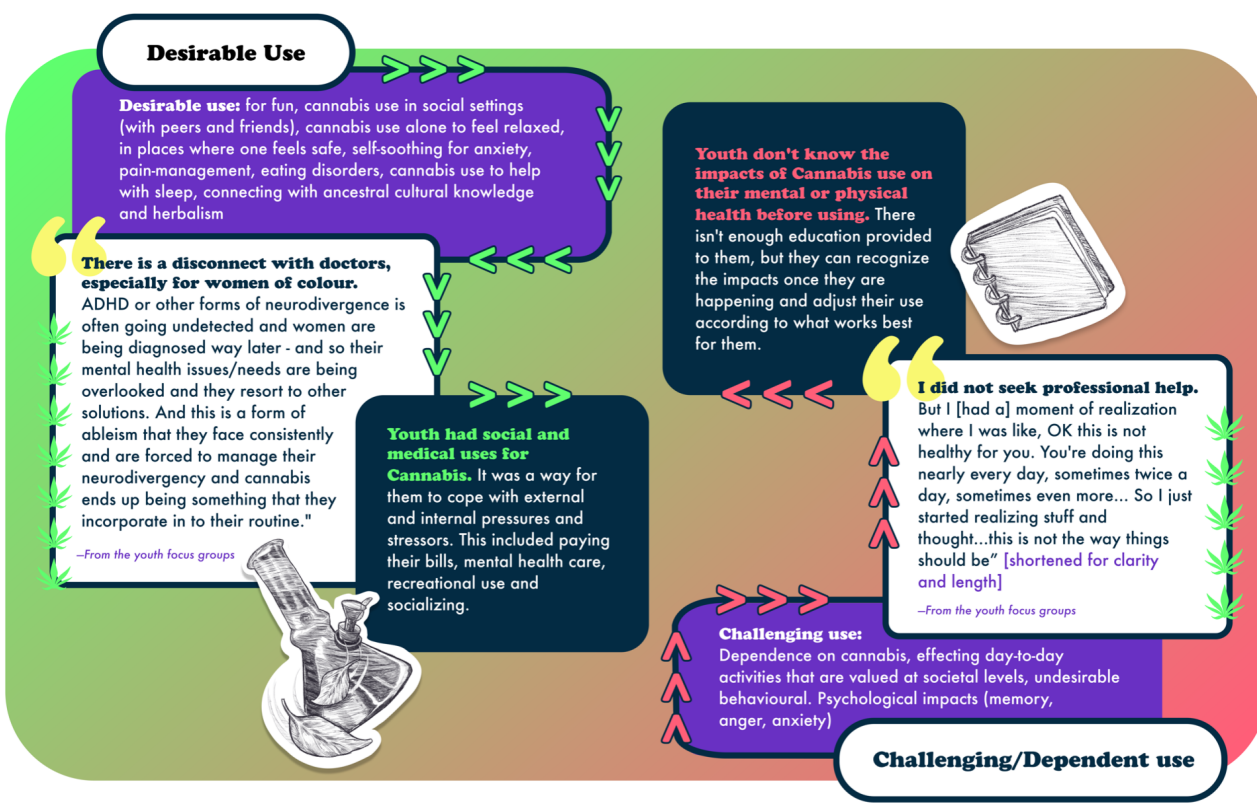 Desirable Use
Desirable use: for fun, cannabis use in social settings
(with peers and friends), cannabis use alone to feel relaxed,
in places where one feels safe, self-soothing for anxiety,
pain-management, eating disorders, cannabis use to help
with sleep, connecting with ancestral cultural knowledge
and herbalism
There is a disconnect with doctors,
especially for women of colour.
ADHD or other forms of neurodivergence is
often going undetected and women are
being diagnosed way later - and so their
mental health issues/needs are being
overlooked and they resort to other
solutions. And this is a form of
ableism that they face consistently
and are forced to manage their
neurodivergency and cannabis
ends up being something that they
incorporate in to their routine."
—From the youth focus groups
Youth had social and
medical uses for
Cannabis. It was a way for
them to cope with external
and internal pressures and
stressors. This included paying
their bills, mental health care,
recreational use and
socializing.
Youth don't know the
impacts of Cannabis use on
their mental or physical
health before using. There
isn't enough education provided
to them, but they can recognize
the impacts once they are
happening and adjust their use
according to what works best
for them.
I did not seek professional help.
But I [had a] moment of realization
where I was like, OK this is not
healthy for you. You're doing this
nearly every day, sometimes twice a
day, sometimes even more... So I just
started realizing stuff and
thought...this is not the way things
should be” [shortened for clarity
and length]
—From the youth focus groups
Challenging use:
Dependence on cannabis, effecting day-to-day
activities that are valued at societal levels, undesirable
behavioural. Psychological impacts (memory,
anger, anxiety)
Challenging/Dependent use